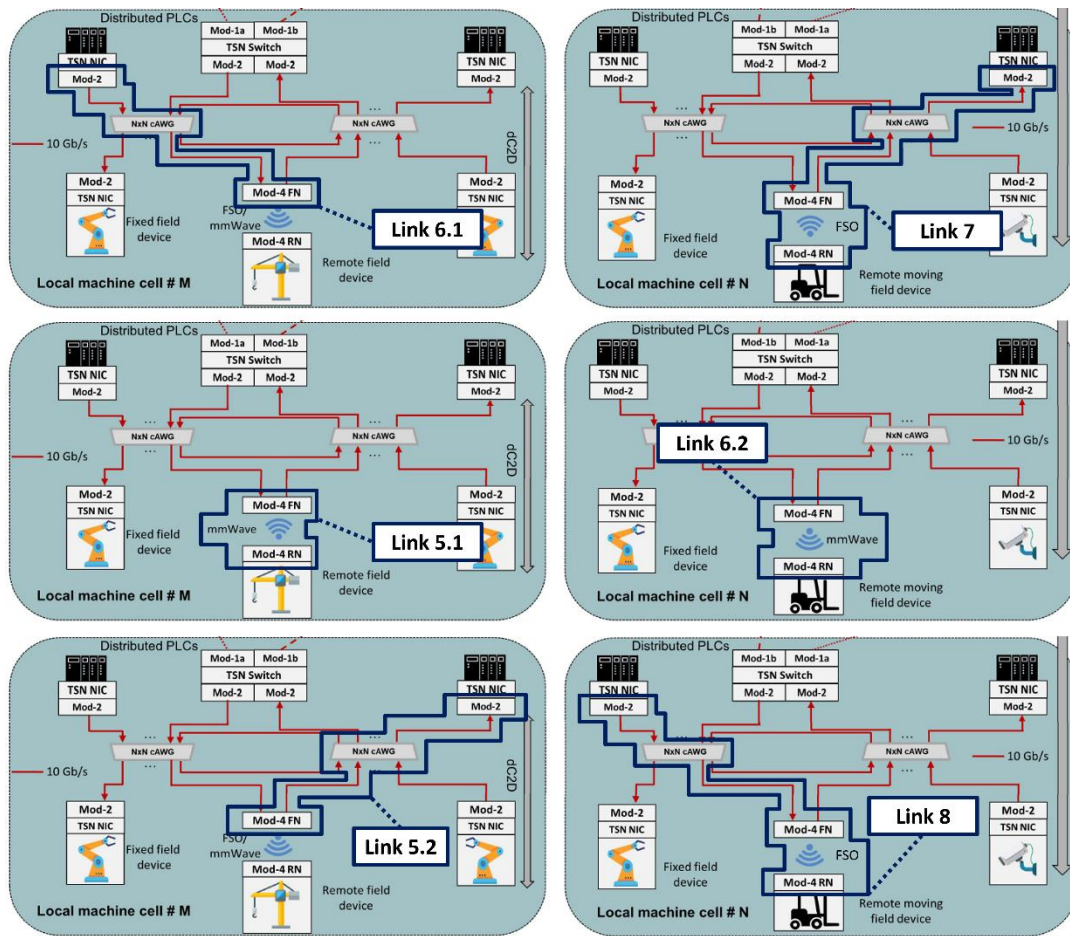 Distributed PLCs
Mod-1a Mod-1b
TSN Switch
Mod-2 Mod-2
TSN NIC
Mod-2
TSN NIC
Mod-2
...
NxN cAWG
...
...
NxN cAWG
...
10 Gb/s
dC2D
Mod-2
TSN NIC
Fixed field
device
Mod-4 FN
FSO/
mmWave
Mod-4 RN
Remote field
device
Mod-2
TSN NIC
Link 6.1
Local machine cell # M
Distributed PLCs
Mod-1b Mod-1a
TSN Switch
Mod-2 Mod-2
TSN NIC
Mod-2
TSN NIC
Mod-2
...
NxN cAWG
...
...
NxN cAWG
...
10 Gb/s
Mod-2
TSN NIC
Fixed field
device
Mod-4 FN
FSO
Mod-4 RN
Remote moving
field device
Mod-2
TSN NIC
Link 7
Local machine cell # N
Distributed PLCs
Mod-1a Mod-1b
TSN Switch
Mod-2 Mod-2
TSN NIC
Mod-2
TSN NIC
Mod-2
...
NxN cAWG
...
...
NxN cAWG
...
10 Gb/s
dC2D
Mod-2
TSN NIC
Fixed field
device
Mod-4 FN
mmWave
Mod-4 RN
Remote field
device
Mod-2
TSN NIC
Link 5.1
Local machine cell # M
Distributed PLCs
Mod-1b Mod-1a
TSN Switch
Mod-2 Mod-2
TSN NIC
Mod-2
TSN NIC
Mod-2
Link 6.2
...
NxN cAWG
...
10 Gb/s
Mod-2
TSN NIC
Fixed field
device
Mod-4 FN
mmWave
Mod-4 RN
Remote moving
field device
Mod-2
TSN NIC
Local machine cell # N
Distributed PLCs
Mod-1a Mod-1b
TSN Switch
Mod-2 Mod-2
TSN NIC
Mod-2
TSN NIC
Mod-2
...
NxN cAWG
...
...
NxN cAWG
...
10 Gb/s
dC2D
Mod-2
TSN NIC
Fixed field
device
Mod-4 FN
FSO/
mmWave
Mod-4 RN
Remote field
device
Mod-2
TSN NIC
Link 5.2
Local machine cell # M
Distributed PLCs
Mod-1b Mod-1a
TSN Switch
Mod-2 Mod-2
TSN NIC
Mod-2
TSN NIC
Mod-2
...
NxN cAWG
...
...
NxN cAWG
...
10 Gb/s
Mod-2
TSN NIC
Fixed field
device
Mod-4 FN
FSO
Mod-4 RN
Remote moving
field device
Mod-2
TSN NIC
Link 8
Local machine cell # N